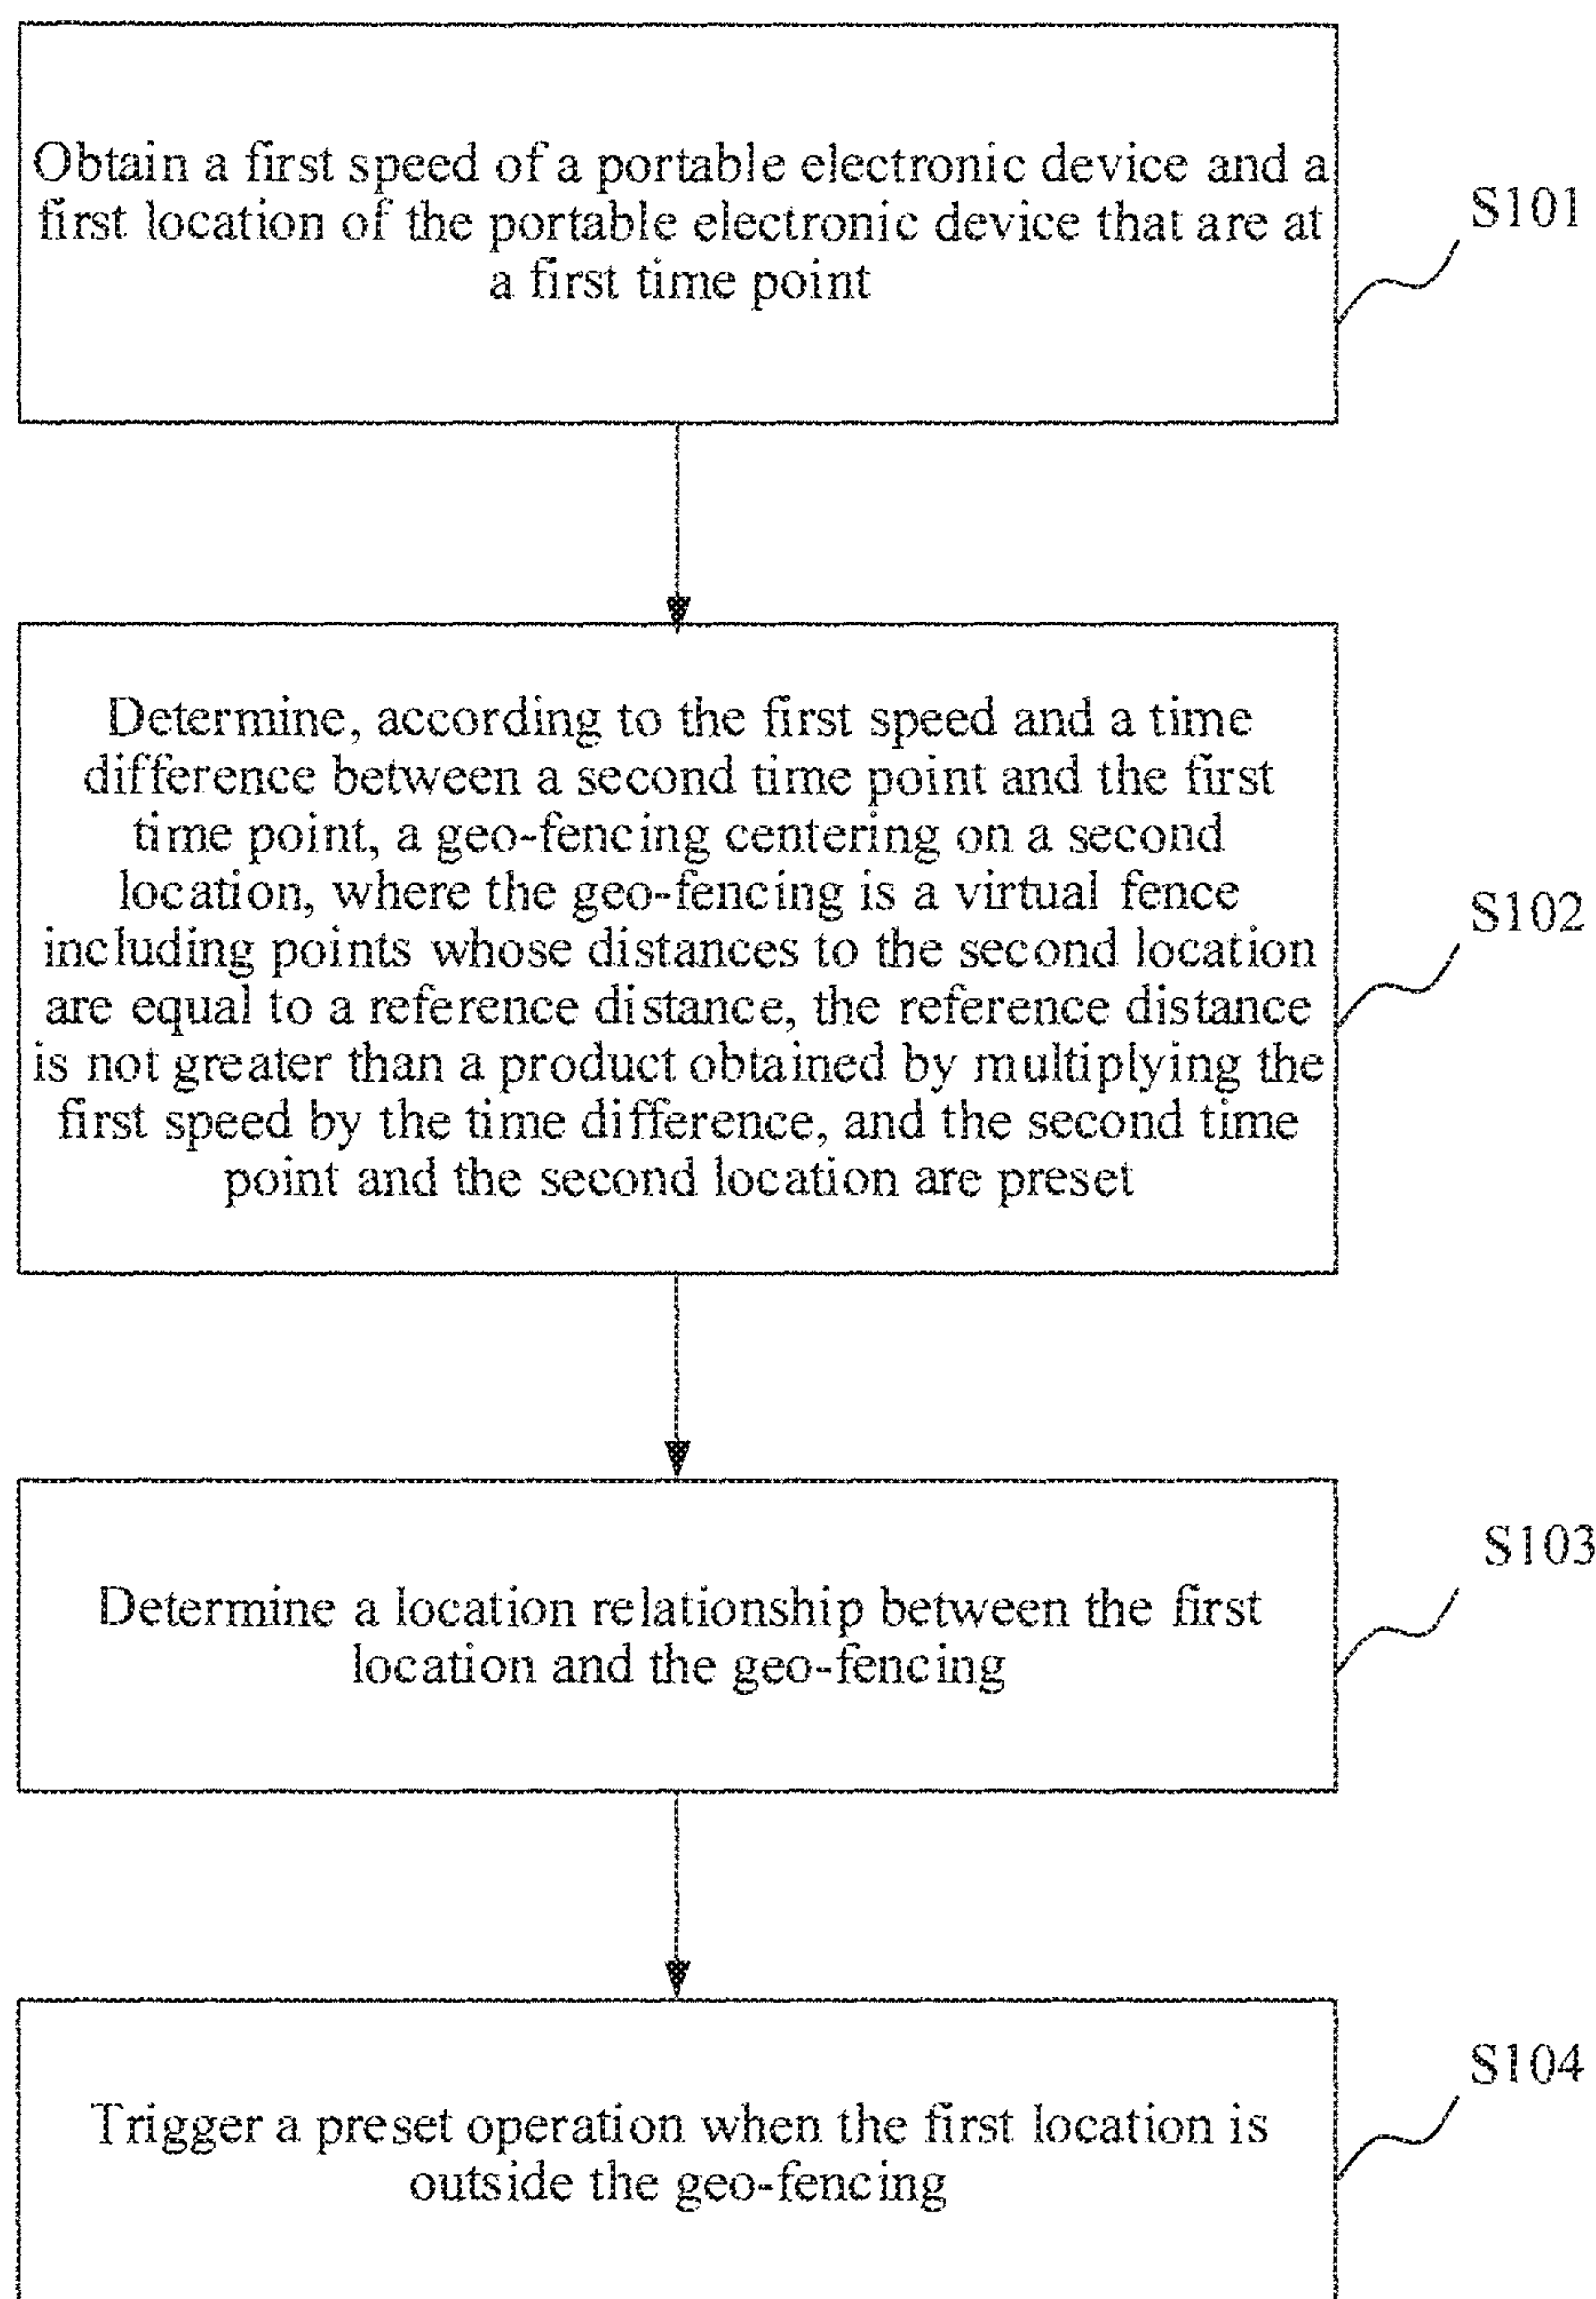 Obtain a first speed of a portable electronic device and a
first location of the portable electronic device that are at
a first time point
S101
Determine, according to the first speed and a time
difference between a second time point and the first
time point, a geo-fencing centering on a second
location, where the geo-fencing is a virtual fence
including points whose distances to the second location
are equal to a reference distance, the reference distance
is not greater than a product obtained by multiplying the
first speed by the time difference, and the second time
point and the second location are preset
S102
Determine a location relationship between the first
location and the geo-fencing
S103
Trigger a preset operation when the first location is
outside the geo-fencing
S104